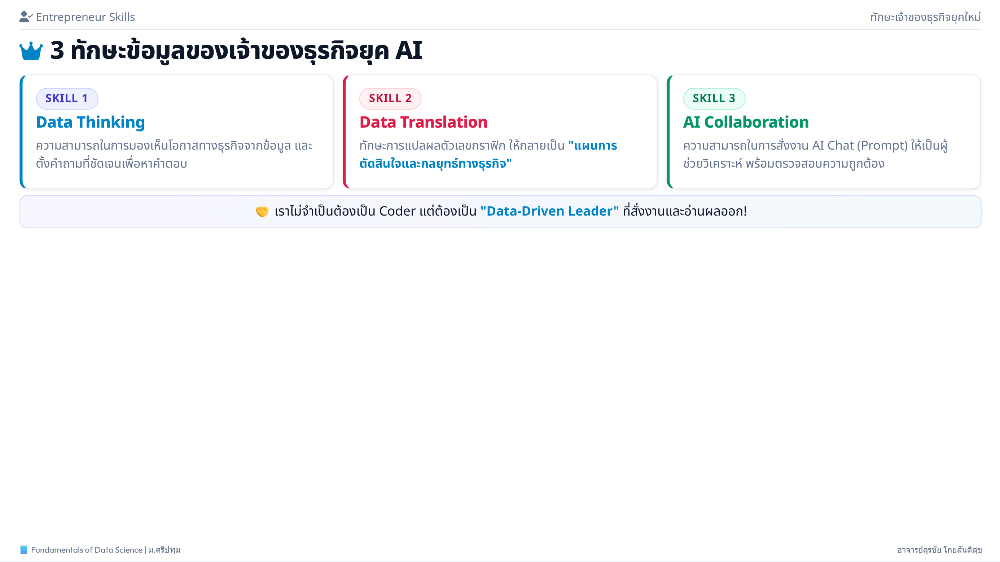 Entrepreneur Skills
ทักษะเจ้าของธุรกิจยุคใหม่
3 ทักษะข้อมูลของเจ้าของธุรกิจยุค AI
SKILL 1
Data Thinking
ความสามารถในการมองเห็นโอกาสทางธุรกิจจากข้อมูล และ
ตั้งคำถามที่ชัดเจนเพื่อหาคำตอบ
SKILL 2
Data Translation
ทักษะการแปลผลตัวเลขกราฟิก ให้กลายเป็น "แผนการ
ตัดสินใจและกลยุทธ์ทางธุรกิจ"
SKILL 3
AI Collaboration
ความสามารถในการสั่งงาน AI Chat (Prompt) ให้เป็นผู้
ช่วยวิเคราะห์ พร้อมตรวจสอบความถูกต้อง
🤝 เราไม่จำเป็นต้องเป็น Coder แต่ต้องเป็น "Data-Driven Leader" ที่สั่งงานและอ่านผลออก!
📘 Fundamentals of Data Science | ม.ศรีปทุม
อาจารย์สุรชัย โกยสันติสุข